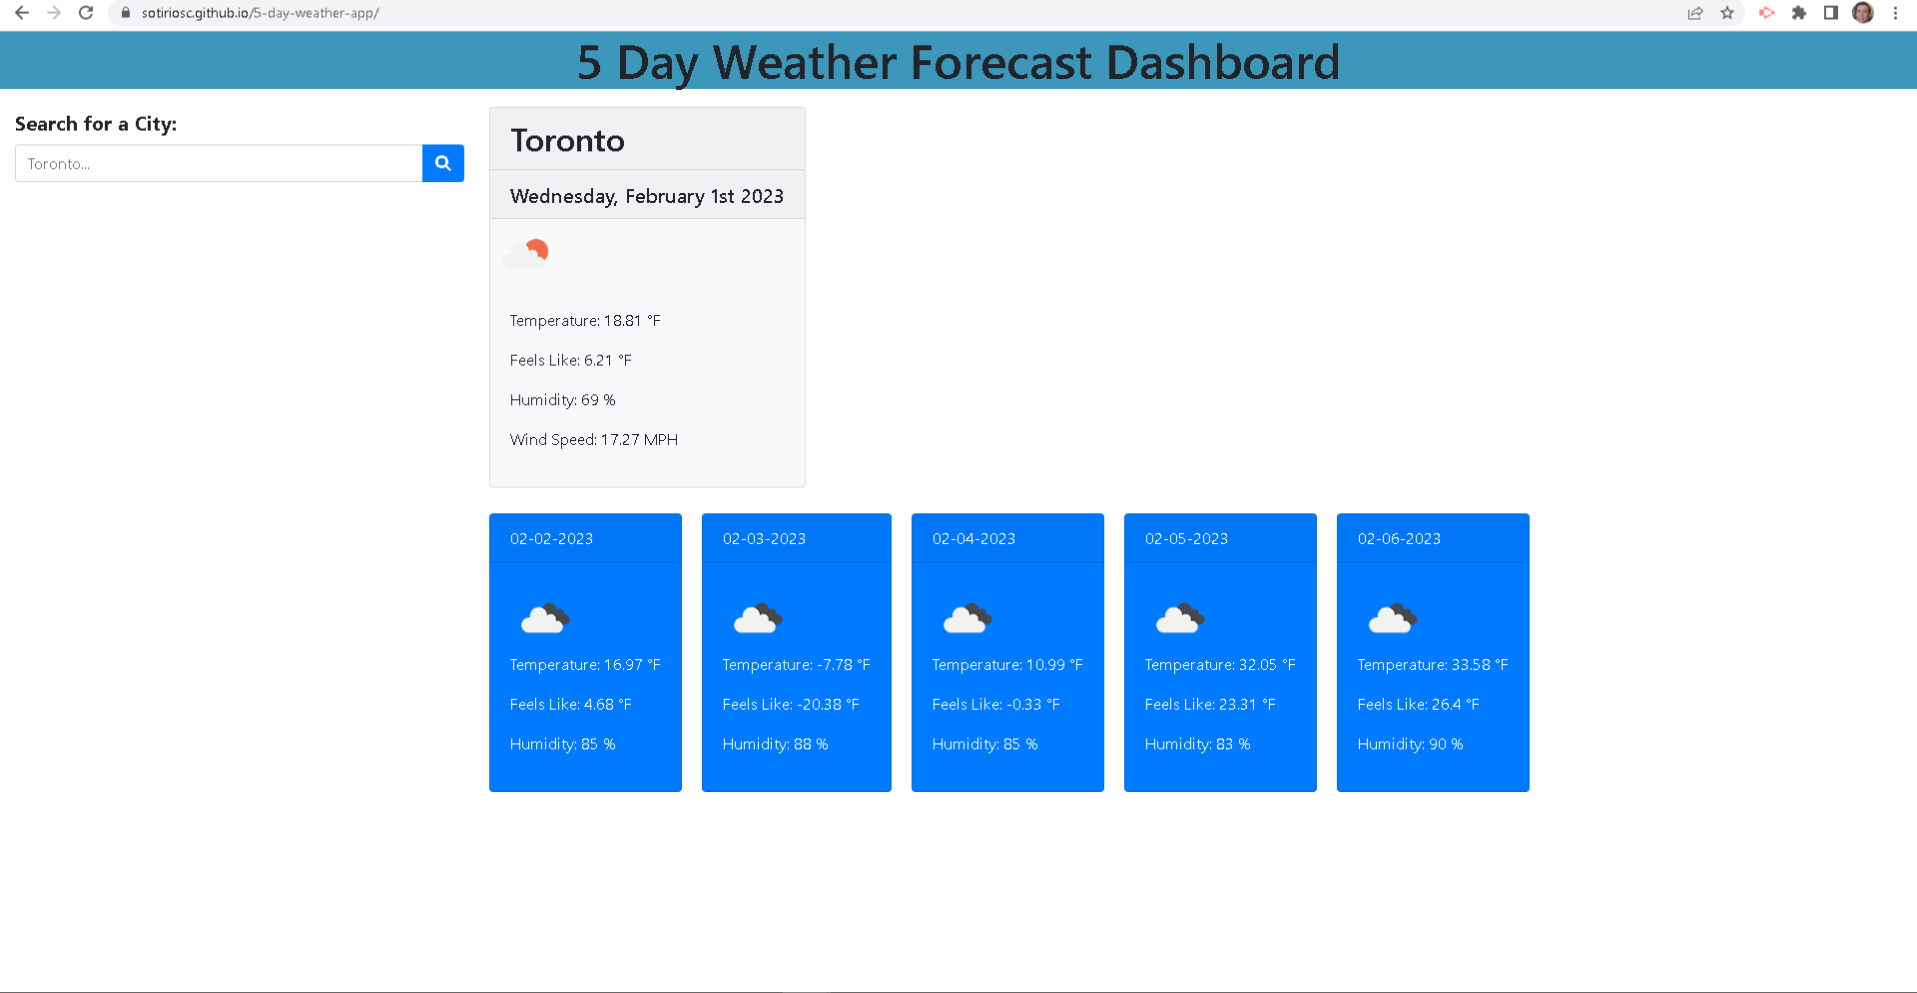 sotiriosc.github.io/5-day-weather-app/
5 Day Weather Forecast Dashboard
Search for a City:
Toronto...
Toronto
Wednesday, February 1st 2023
Temperature: 18.81 °F
Feels Like: 6.21 °F
Humidity: 69 %
Wind Speed: 17.27 MPH
02-02-2023
Temperature: 16.97 °F
Feels Like: 4.68 °F
Humidity: 85 %
02-03-2023
Temperature: -7.78 °F
Feels Like: -20.38 °F
Humidity: 88 %
02-04-2023
Temperature: 10.99 °F
Feels Like: -0.33 °F
Humidity: 85 %
02-05-2023
Temperature: 32.05 °F
Feels Like: 23.31 °F
Humidity: 83 %
02-06-2023
Temperature: 33.58 °F
Feels Like: 26.4 °F
Humidity: 90 %